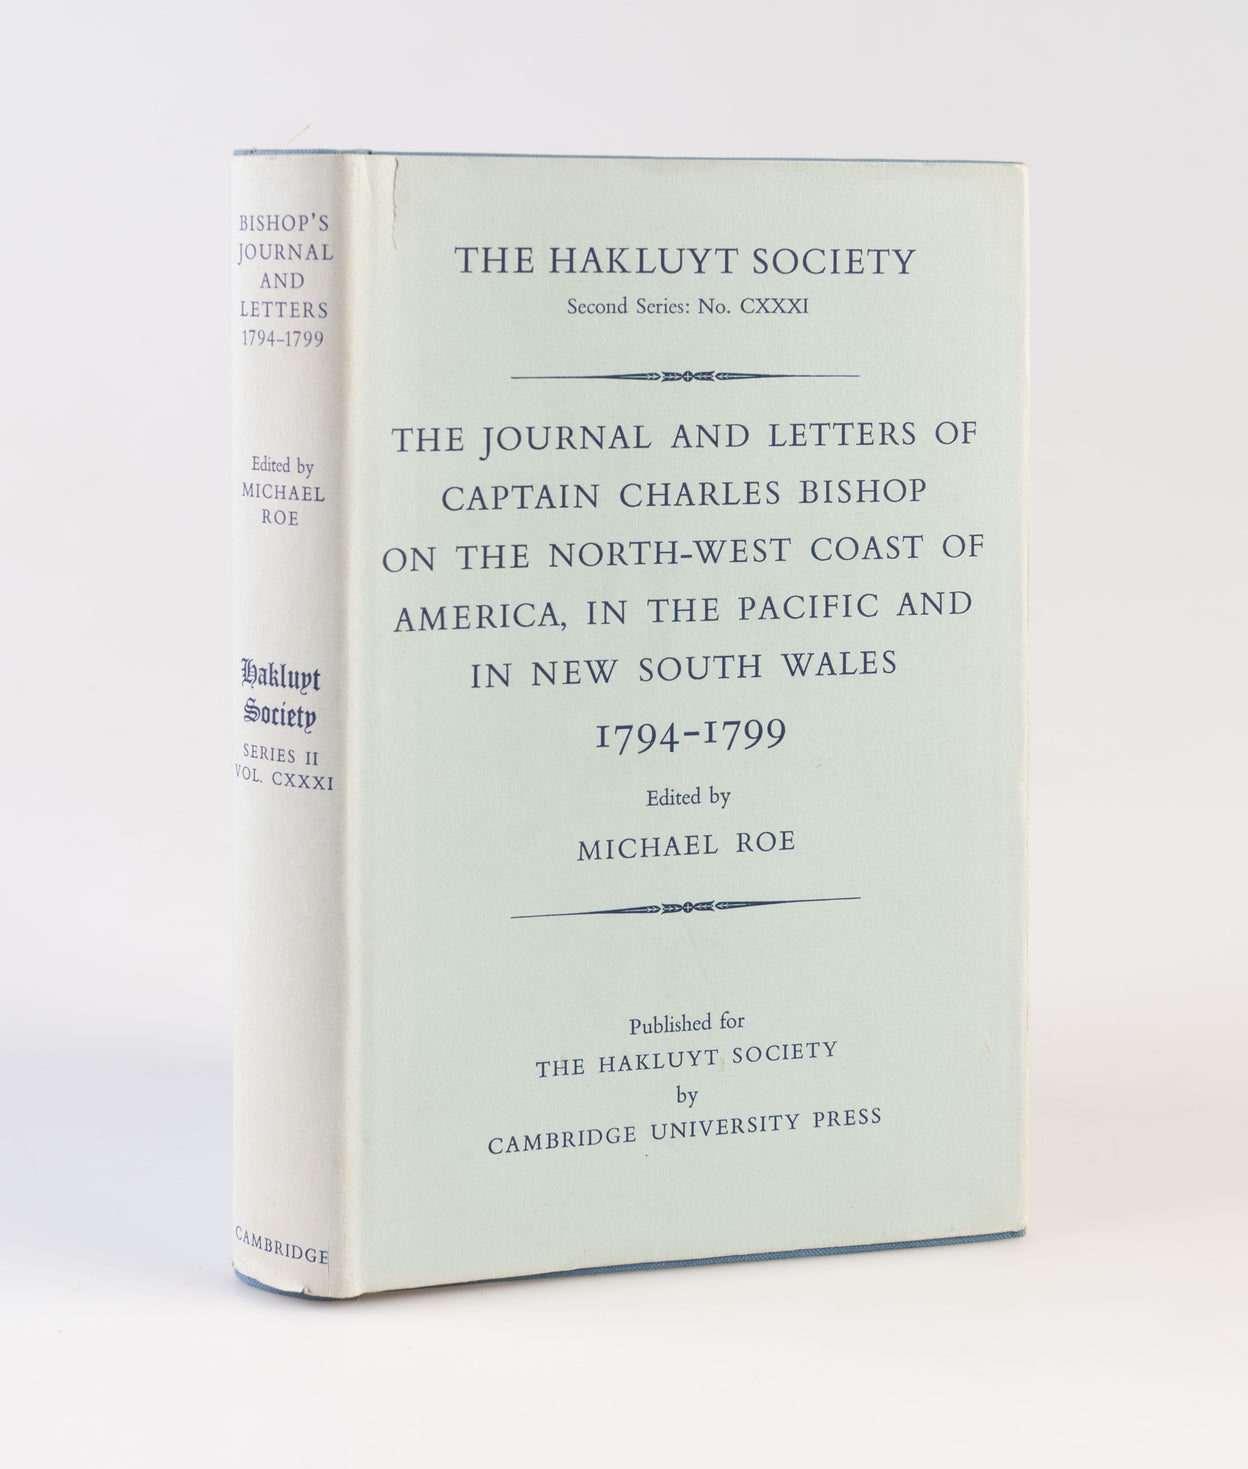 BISHOP'S
JOURNAL
AND
LETTERS
1794–1799
Edited by
MICHAEL
ROE
Hakluyt
Society
SERIES II
VOL. CXXXI
CAMBRIDGE
THE HAKLUYT SOCIETY
Second Series: No. CXXXI
THE JOURNAL AND LETTERS OF
CAPTAIN CHARLES BISHOP
ON THE NORTH-WEST COAST OF
AMERICA, IN THE PACIFIC AND
IN NEW SOUTH WALES
1794–1799
Edited by
MICHAEL ROE
Published for
THE HAKLUYT SOCIETY
by
CAMBRIDGE UNIVERSITY PRESS